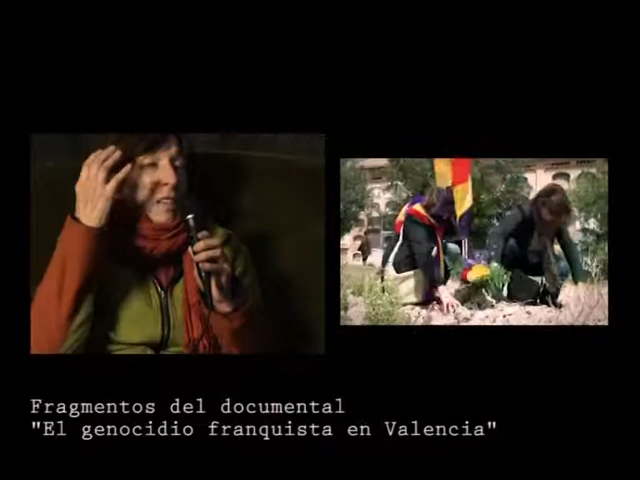 Fragmentos del documental
"El genocidio franquista en Valencia"